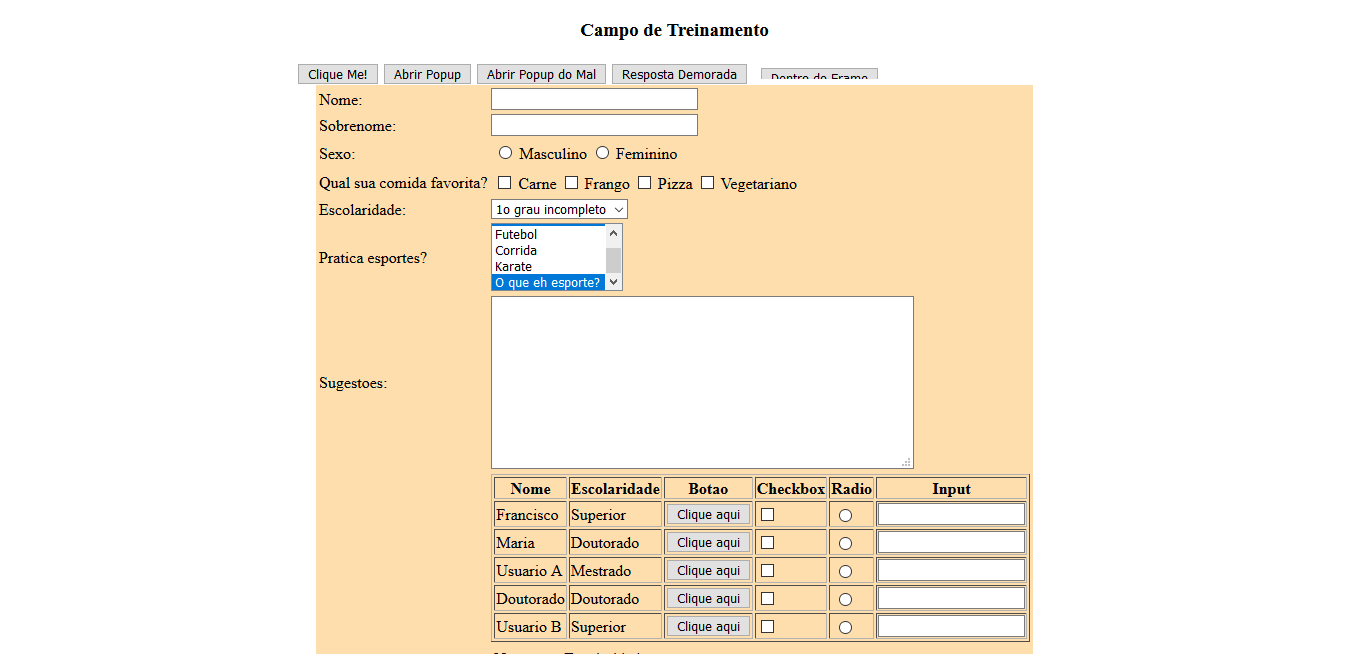 Campo de Treinamento
Clique Me! Abrir Popup Abrir Popup do Mal Resposta Demorada Dentro do Frame
Nome:
Sobrenome:
Sexo: Masculino Feminino
Qual sua comida favorita? Carne Frango Pizza Vegetariano
Escolaridade: 1o grau incompleto
Pratica esportes? Futebol
Corrida
Karate
O que eh esporte?
Sugestoes:
Nome Escolaridade Botao Checkbox Radio Input
Francisco Superior Clique aqui
Maria Doutorado Clique aqui
Usuario A Mestrado Clique aqui
Doutorado Doutorado Clique aqui
Usuario B Superior Clique aqui